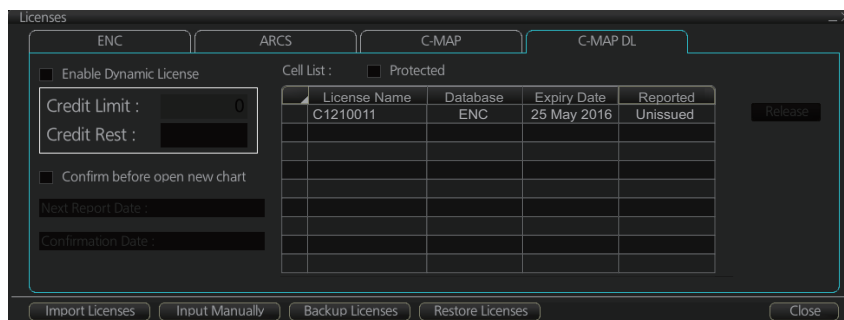 Licenses
ENC
ARCS
C-MAP
C-MAP DL
Enable Dynamic License
Cell List :
Protected
Credit Limit :
0
Credit Rest :
License Name
Database
Expiry Date
Reported
C1210011
ENC
25 May 2016
Unissued
Release
Confirm before open new chart
Next Report Date :
Confirmation Date :
Import Licenses
Input Manually
Backup Licenses
Restore Licenses
Close